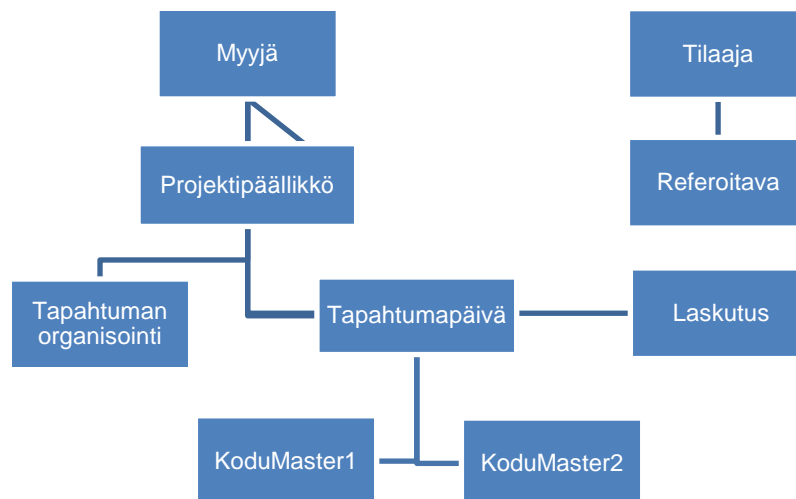 Myyjä
Tilaaja
Projektipäällikkö
Referoitava
Tapahtuman
organisointi
Tapahtumapäivä
Laskutus
KoduMaster1
KoduMaster2